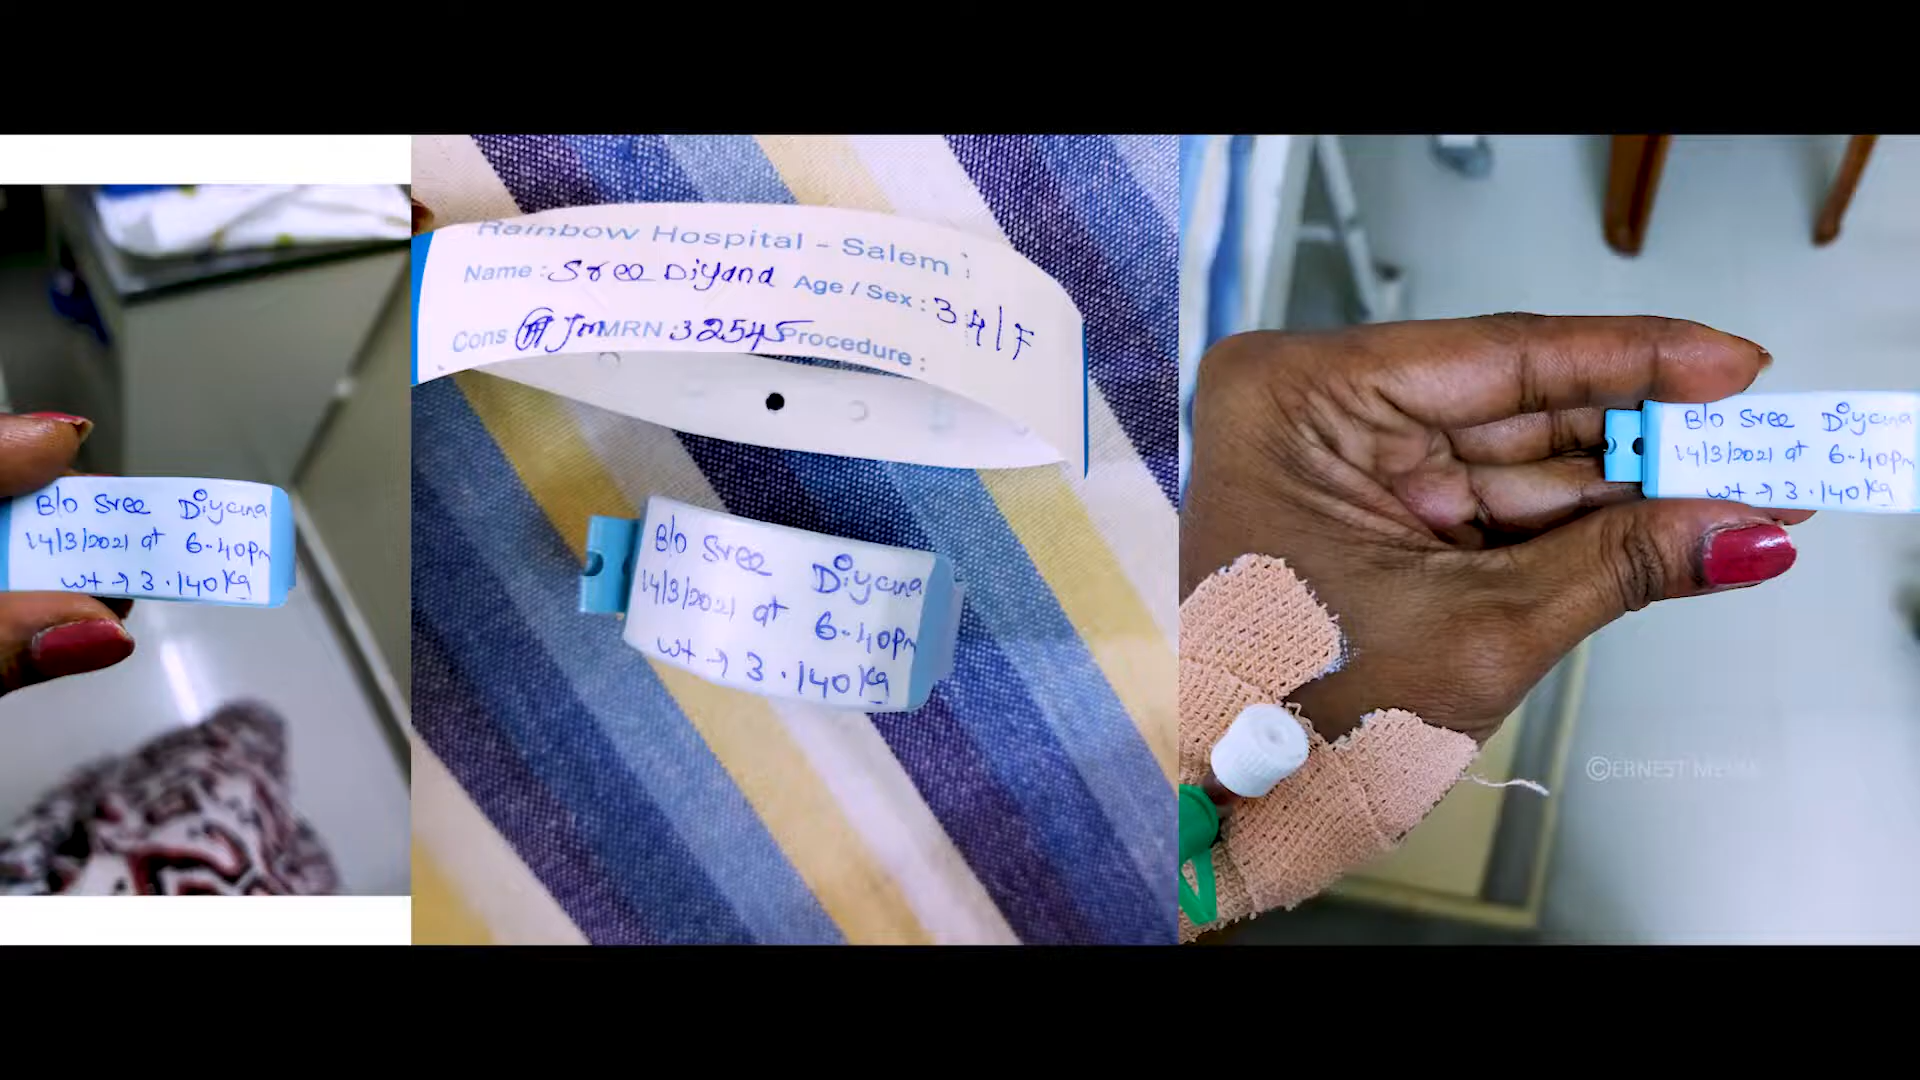 B/o Sree Diyana
14/3/2021 at 6.40pm
wt → 3.140kg
Rainbow Hospital - Salem :
Name : Sree Diyana Age / Sex : 34/F
Cons MRN : 32545 Procedure :
B/o Sree Diyana
14/3/2021 at 6.40pm
wt → 3.140kg
B/o Sree Diyana
14/3/2021 at 6.40pm
wt → 3.140kg
©ERNEST